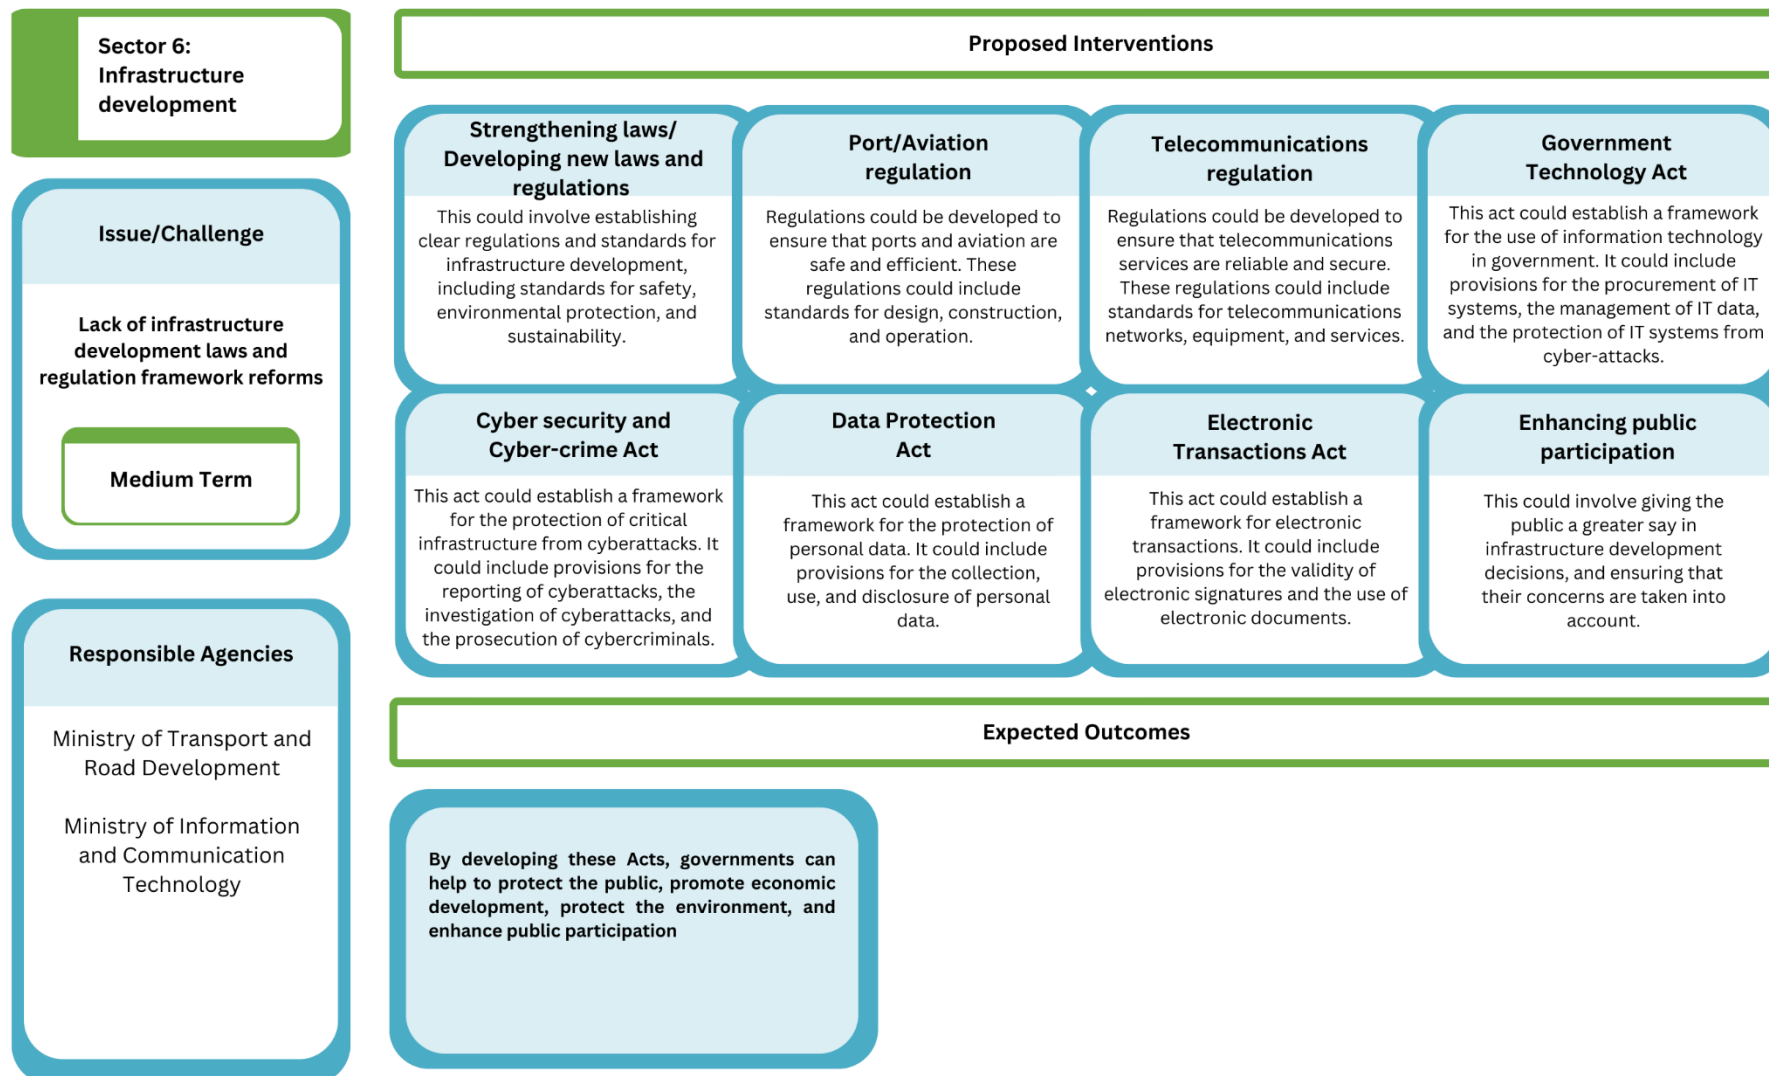 Sector 6:
Infrastructure
development
Issue/Challenge
Lack of infrastructure
development laws and
regulation framework reforms
Medium Term
Responsible Agencies
Ministry of Transport and
Road Development
Ministry of Information
and Communication
Technology
Proposed Interventions
Strengthening laws/
Developing new laws and
regulations
This could involve establishing
clear regulations and standards for
infrastructure development,
including standards for safety,
environmental protection, and
sustainability.
Port/Aviation
regulation
Regulations could be developed to
ensure that ports and aviation are
safe and efficient. These
regulations could include
standards for design, construction,
and operation.
Telecommunications
regulation
Regulations could be developed to
ensure that telecommunications
services are reliable and secure.
These regulations could include
standards for telecommunications
networks, equipment, and services.
Government
Technology Act
This act could establish a framework
for the use of information technology
in government. It could include
provisions for the procurement of IT
systems, the management of IT data,
and the protection of IT systems from
cyber-attacks.
Cyber security and
Cyber-crime Act
This act could establish a framework
for the protection of critical
infrastructure from cyberattacks. It
could include provisions for the
reporting of cyberattacks, the
investigation of cyberattacks, and
the prosecution of cybercriminals.
Data Protection
Act
This act could establish a
framework for the protection of
personal data. It could include
provisions for the collection,
use, and disclosure of personal
data.
Electronic
Transactions Act
This act could establish a
framework for electronic
transactions. It could include
provisions for the validity of
electronic signatures and the use of
electronic documents.
Enhancing public
participation
This could involve giving the
public a greater say in
infrastructure development
decisions, and ensuring that
their concerns are taken into
account.
Expected Outcomes
By developing these Acts, governments can
help to protect the public, promote economic
development, protect the environment, and
enhance public participation